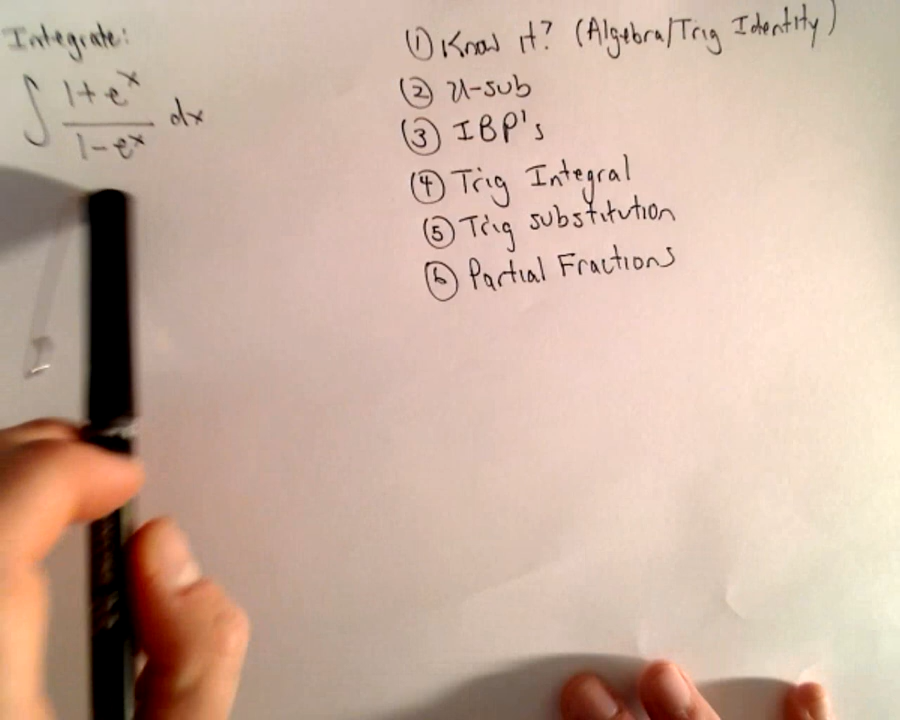 Integrate:
∫ (1+e^x)/(1-e^x) dx
① Know it? (Algebra/Trig Identity)
② u-sub
③ IBP's
④ Trig Integral
⑤ Trig substitution
⑥ Partial Fractions